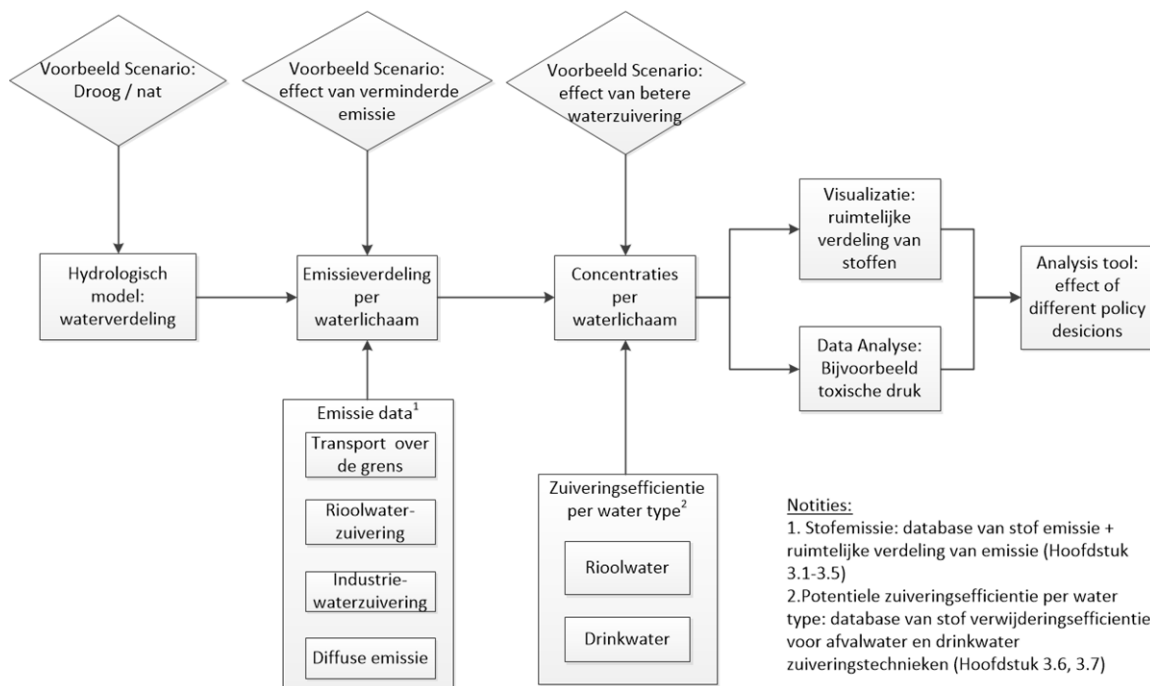 Voorbeeld Scenario:
Droog / nat
Voorbeeld Scenario:
effect van verminderde
emissie
Voorbeeld Scenario:
effect van betere
waterzuivering
Hydrologisch
model:
waterverdeling
Emissieverdeling
per
waterlichaam
Concentraties
per
waterlichaam
Visualizatie:
ruimtelijke
verdeling van
stoffen
Data Analyse:
Bijvoorbeeld
toxische druk
Analysis tool:
effect of
different policy
desicions
Emissie data¹
Transport over
de grens
Rioolwater-
zuivering
Industrie-
waterzuivering
Diffuse emissie
Zuiveringsefficientie
per water type²
Rioolwater
Drinkwater
Notities:
1. Stofemissie: database van stof emissie +
ruimtelijke verdeling van emissie (Hoofdstuk
3.1-3.5)
2.Potentiele zuiveringsefficientie per water
type: database van stof verwijderingsefficientie
voor afvalwater en drinkwater
zuiveringstechnieken (Hoofdstuk 3.6, 3.7)